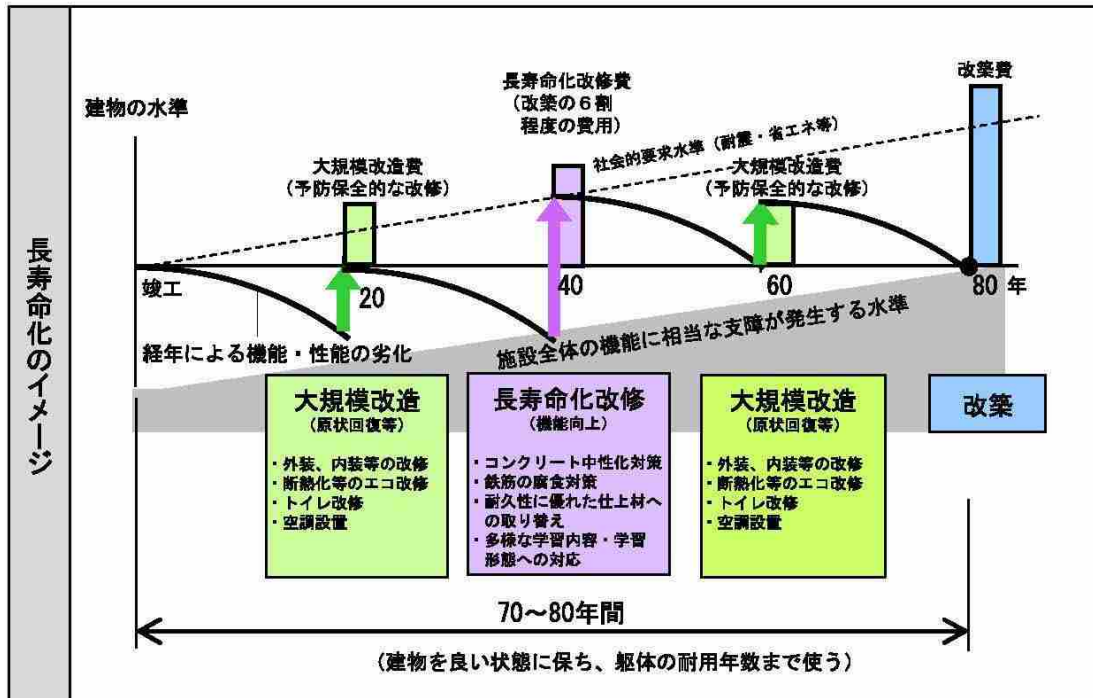 長寿命化のイメージ
建物の水準
大規模改造費
（予防保全的な改修）
長寿命化改修費
（改築の６割
程度の費用）
社会的要求水準（耐震・省エネ等）
大規模改造費
（予防保全的な改修）
改築費
竣工
20
40
60
80 年
経年による機能・性能の劣化
施設全体の機能に相当な支障が発生する水準
大規模改造
（原状回復等）
・外装、内装等の改修
・断熱化等のエコ改修
・トイレ改修
・空調設置
長寿命化改修
（機能向上）
・コンクリート中性化対策
・鉄筋の腐食対策
・耐久性に優れた仕上材へ
の取り替え
・多様な学習内容・学習
形態への対応
大規模改造
（原状回復等）
・外装、内装等の改修
・断熱化等のエコ改修
・トイレ改修
・空調設置
改築
70～80年間
（建物を良い状態に保ち、躯体の耐用年数まで使う）